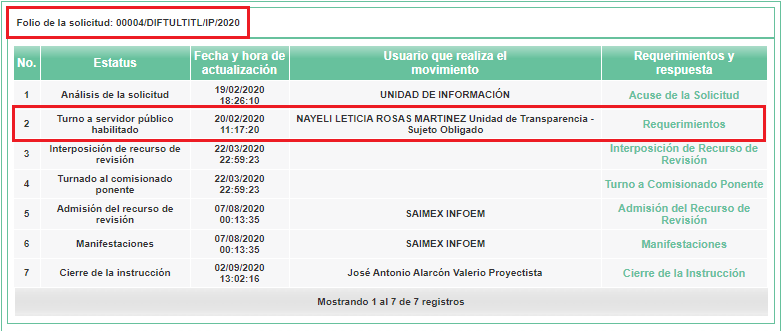 Folio de la solicitud: 00004/DIFTULTITL/IP/2020
No. Estatus Fecha y hora de actualización Usuario que realiza el movimiento Requerimientos y respuesta
1 Análisis de la solicitud 19/02/2020 18:26:10 UNIDAD DE INFORMACIÓN Acuse de la Solicitud
2 Turno a servidor público habilitado 20/02/2020 11:17:20 NAYELI LETICIA ROSAS MARTINEZ Unidad de Transparencia - Sujeto Obligado Requerimientos
3 Interposición de recurso de revisión 22/03/2020 22:59:23 Interposición de Recurso de Revisión
4 Turnado al comisionado ponente 22/03/2020 22:59:23 Turno a Comisionado Ponente
5 Admisión del recurso de revisión 07/08/2020 00:13:35 SAIMEX INFOEM Admisión del Recurso de Revisión
6 Manifestaciones 07/08/2020 00:13:35 SAIMEX INFOEM Manifestaciones
7 Cierre de la instrucción 02/09/2020 13:02:16 José Antonio Alarcón Valerio Proyectista Cierre de la Instrucción
Mostrando 1 al 7 de 7 registros